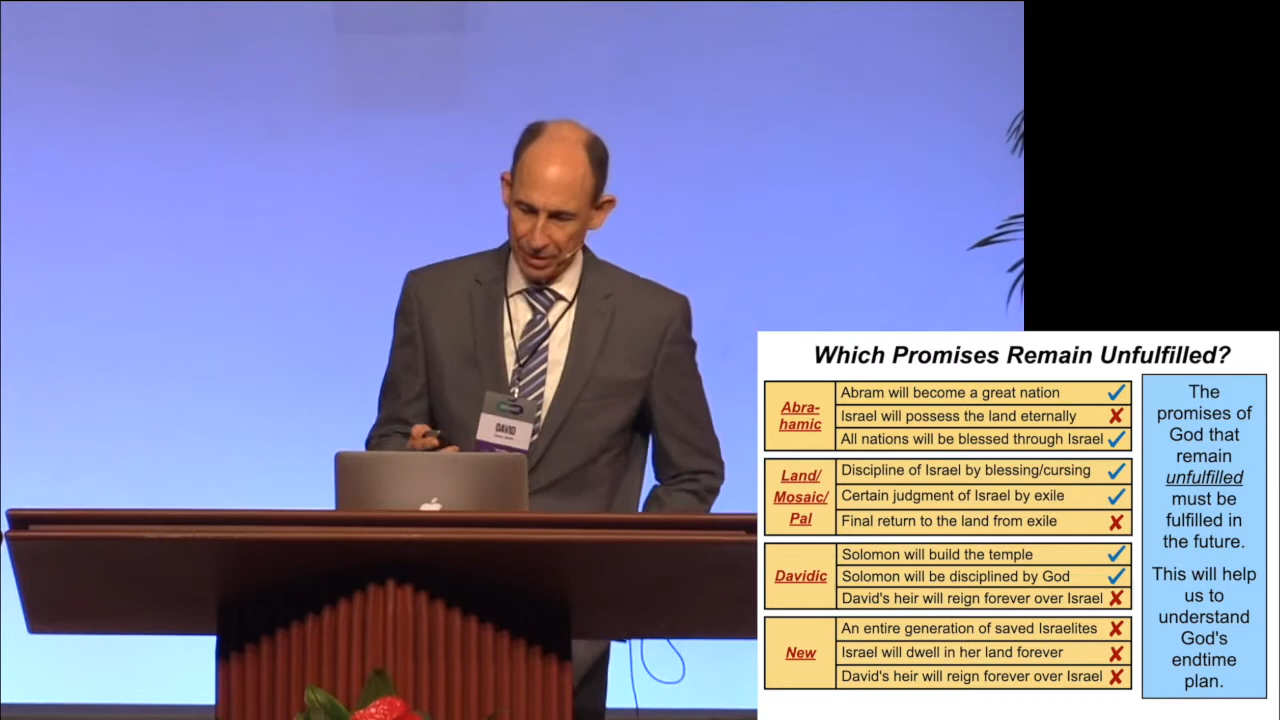 Which Promises Remain Unfulfilled?
Abra-
hamic
Abram will become a great nation ✓
Israel will possess the land eternally ✘
All nations will be blessed through Israel ✓
Land/
Mosaic/
Pal
Discipline of Israel by blessing/cursing ✓
Certain judgment of Israel by exile ✓
Final return to the land from exile ✘
Davidic
Solomon will build the temple ✓
Solomon will be disciplined by God ✓
David's heir will reign forever over Israel ✘
New
An entire generation of saved Israelites ✘
Israel will dwell in her land forever ✘
David's heir will reign forever over Israel ✘
The
promises of
God that
remain
unfulfilled
must be
fulfilled in
the future.
This will help
us to
understand
God's
endtime
plan.
DAVID